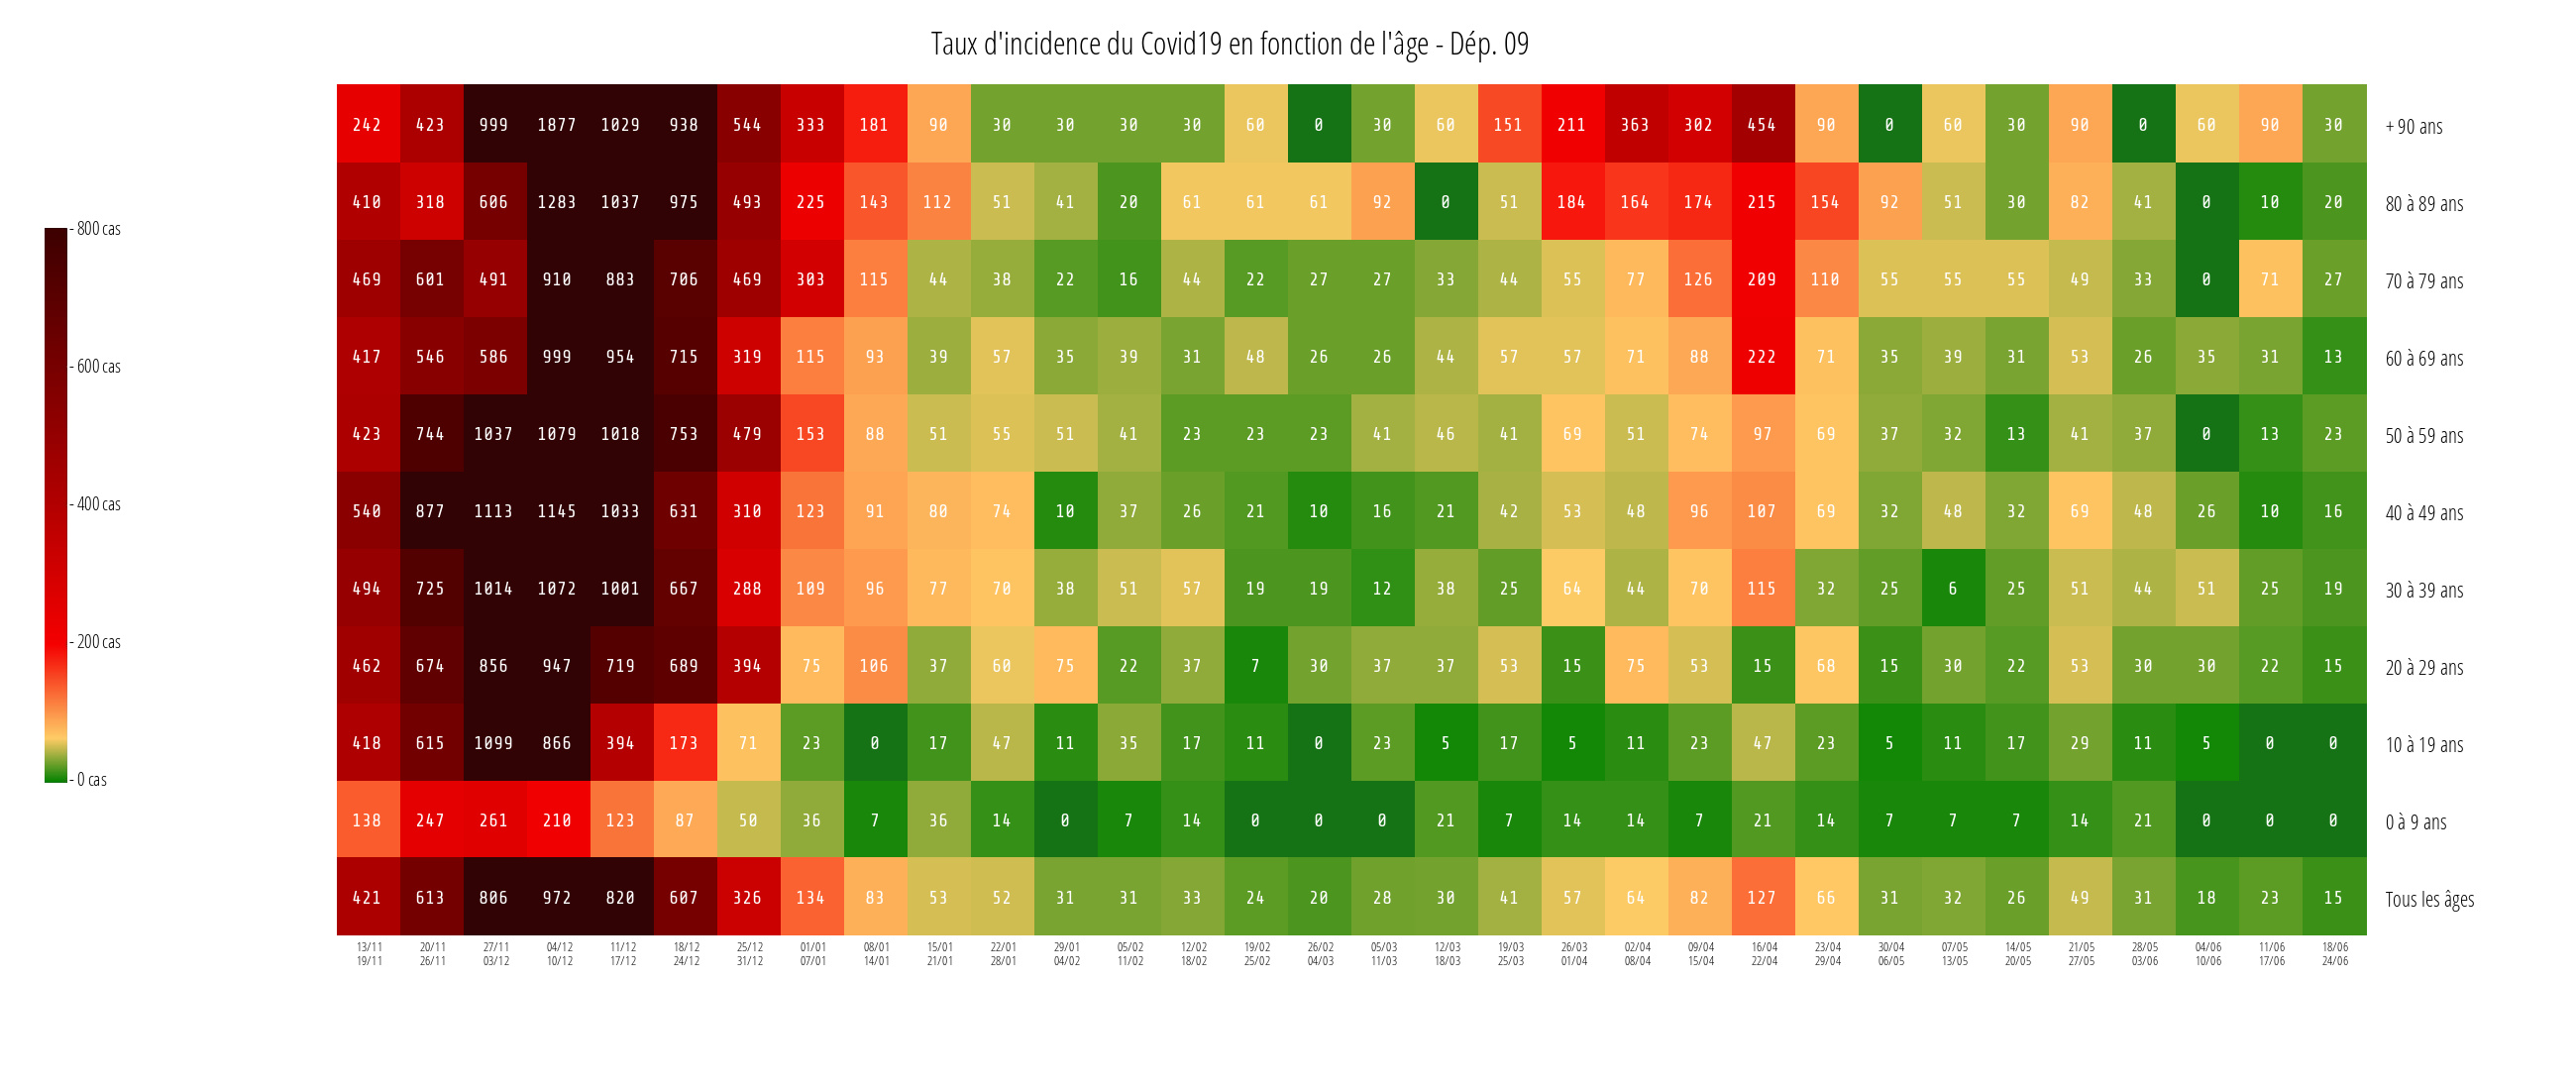 Taux d'incidence du Covid19 en fonction de l'âge - Dép. 09
- 800 cas
- 600 cas
- 400 cas
- 200 cas
- 0 cas
242 423 999 1877 1029 938 544 333 181 90 30 30 30 30 60 0 30 60 151 211 363 302 454 90 0 60 30 90 0 60 90 30 + 90 ans
410 318 606 1283 1037 975 493 225 143 112 51 41 20 61 61 61 92 0 51 184 164 174 215 154 92 51 30 82 41 0 10 20 80 à 89 ans
469 601 491 910 883 706 469 303 115 44 38 22 16 44 22 27 27 33 44 55 77 126 209 110 55 55 55 49 33 0 71 27 70 à 79 ans
417 546 586 999 954 715 319 115 93 39 57 35 39 31 48 26 26 44 57 57 71 88 222 71 35 39 31 53 26 35 31 13 60 à 69 ans
423 744 1037 1079 1018 753 479 153 88 51 55 51 41 23 23 23 41 46 41 69 51 74 97 69 37 32 13 41 37 0 13 23 50 à 59 ans
540 877 1113 1145 1033 631 310 123 91 80 74 10 37 26 21 10 16 21 42 53 48 96 107 69 32 48 32 69 48 26 10 16 40 à 49 ans
494 725 1014 1072 1001 667 288 109 96 77 70 38 51 57 19 19 12 38 25 64 44 70 115 32 25 6 25 51 44 51 25 19 30 à 39 ans
462 674 856 947 719 689 394 75 106 37 60 75 22 37 7 30 37 37 53 15 75 53 15 68 15 30 22 53 30 30 22 15 20 à 29 ans
418 615 1099 866 394 173 71 23 0 17 47 11 35 17 11 0 23 5 17 5 11 23 47 23 5 11 17 29 11 5 0 0 10 à 19 ans
138 247 261 210 123 87 50 36 7 36 14 0 7 14 0 0 0 21 7 14 14 7 21 14 7 7 7 14 21 0 0 0 0 à 9 ans
421 613 806 972 820 607 326 134 83 53 52 31 31 33 24 20 28 30 41 57 64 82 127 66 31 32 26 49 31 18 23 15 Tous les âges
13/11 20/11 27/11 04/12 11/12 18/12 25/12 01/01 08/01 15/01 22/01 29/01 05/02 12/02 19/02 26/02 05/03 12/03 19/03 26/03 02/04 09/04 16/04 23/04 30/04 07/05 14/05 21/05 28/05 04/06 11/06 18/06
19/11 26/11 03/12 10/12 17/12 24/12 31/12 07/01 14/01 21/01 28/01 04/02 11/02 18/02 25/02 04/03 11/03 18/03 25/03 01/04 08/04 15/04 22/04 29/04 06/05 13/05 20/05 27/05 03/06 10/06 17/06 24/06